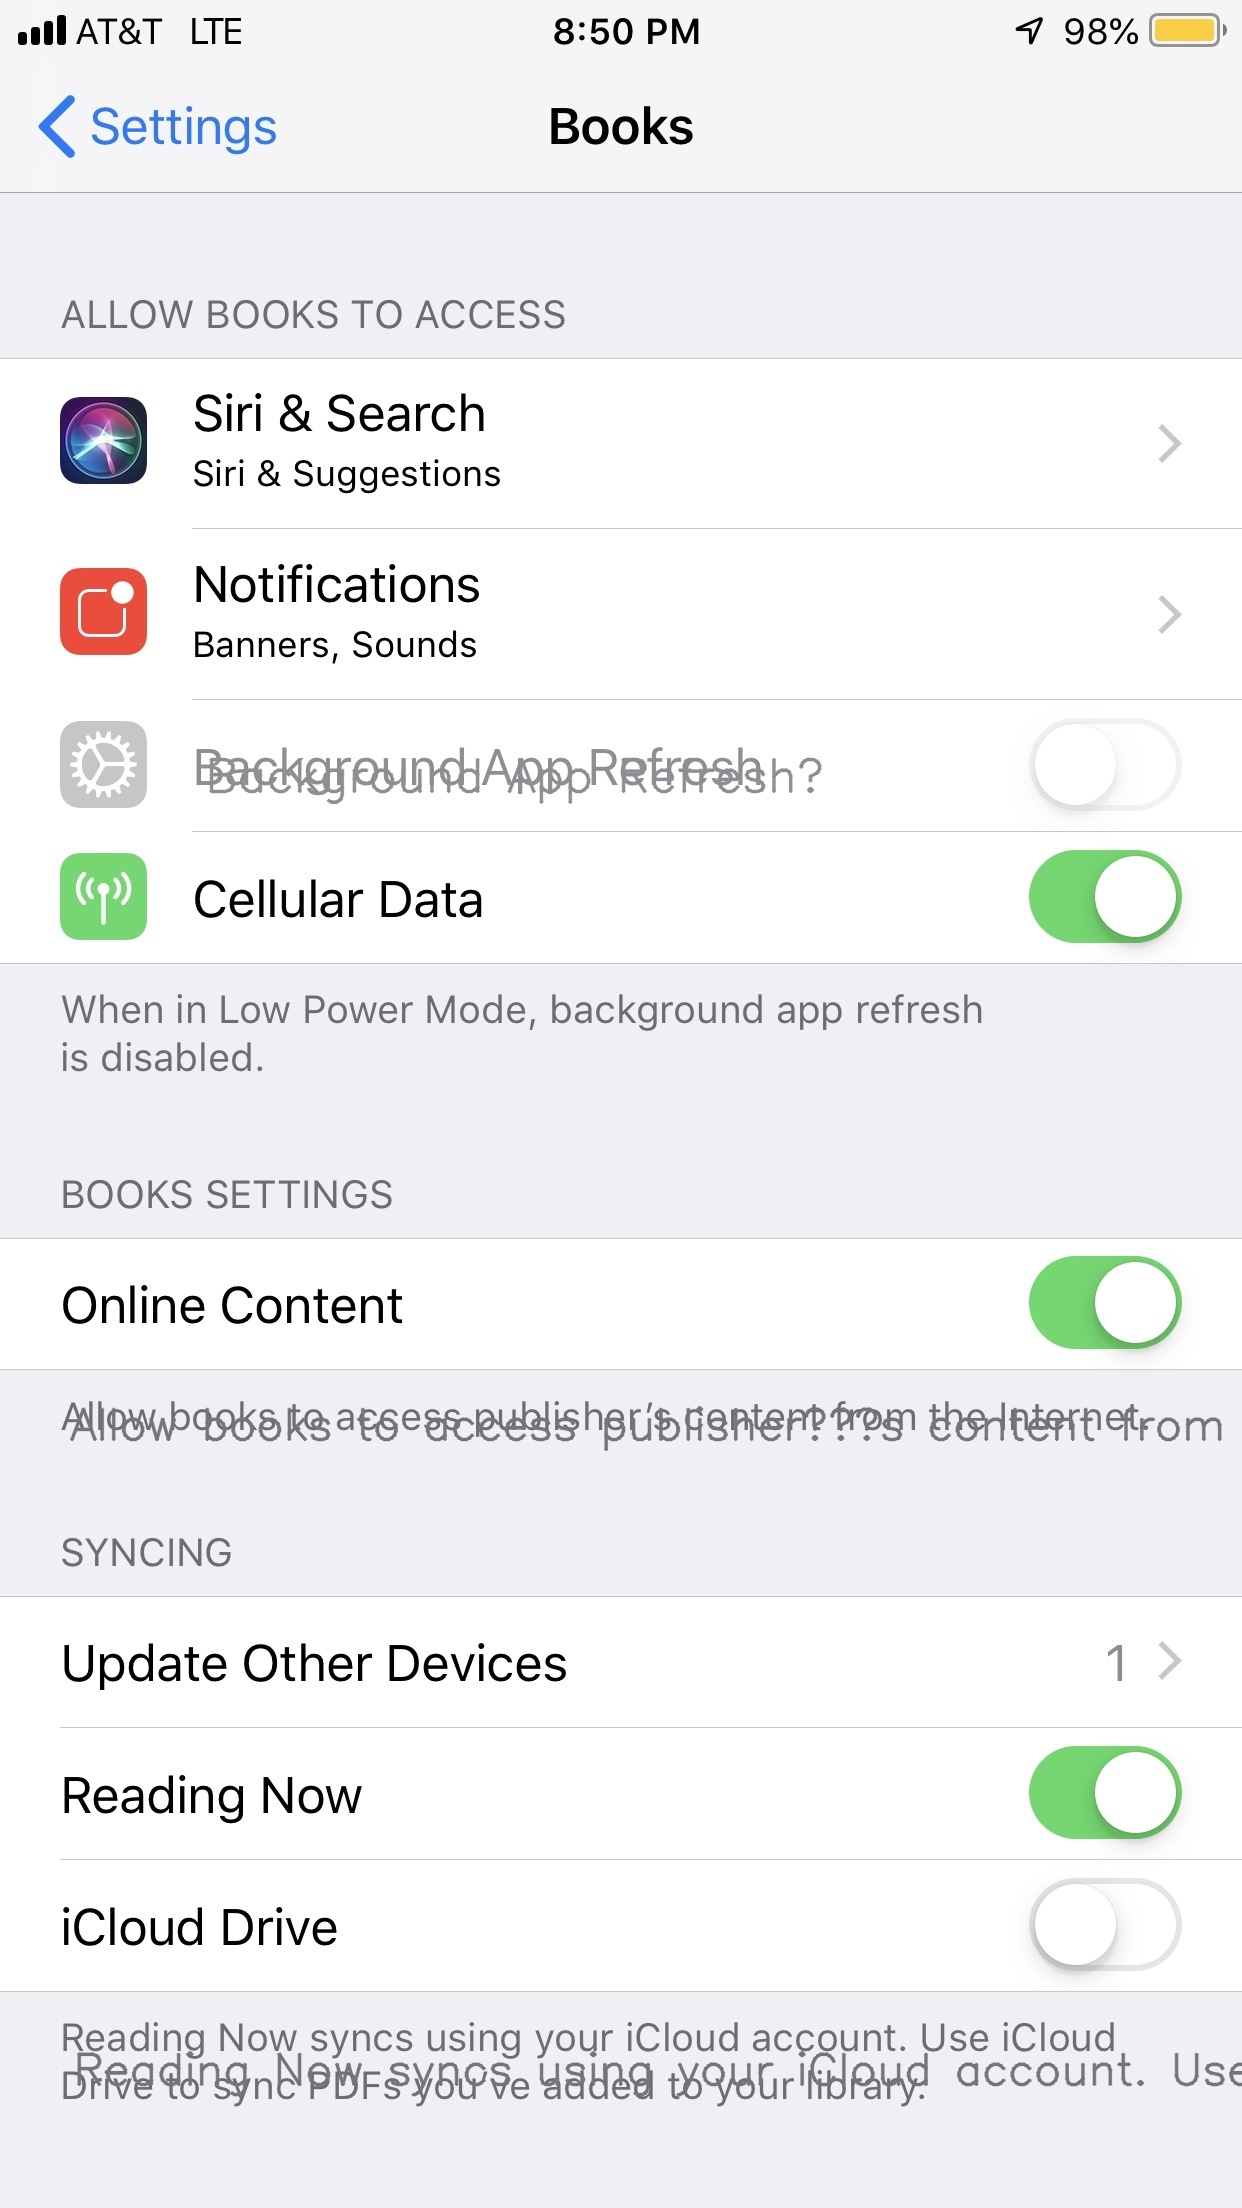 AT&T LTE 8:50 PM 98%
Settings Books
ALLOW BOOKS TO ACCESS
Siri & Search
Siri & Suggestions
Notifications
Banners, Sounds
Background App Refresh
Background App Refresh?
Cellular Data
When in Low Power Mode, background app refresh
is disabled.
BOOKS SETTINGS
Online Content
Allow books to access publisher’s content from the Internet.
Allow books to access publisher???s content from
SYNCING
Update Other Devices 1
Reading Now
iCloud Drive
Reading Now syncs using your iCloud account. Use iCloud
Reading Now syncs using your iCloud account. Use
Drive to sync PDFs you’ve added to your library.